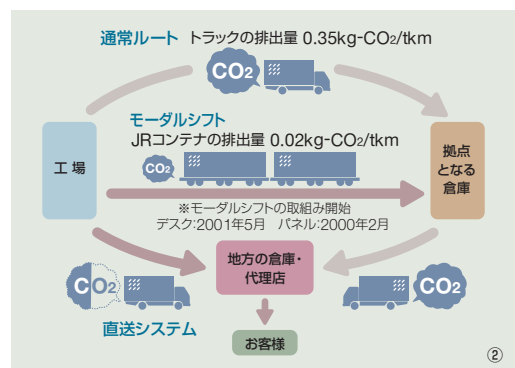 通常ルート トラックの排出量 0.35kg-CO2/tkm
CO2
モーダルシフト
JRコンテナの排出量 0.02kg-CO2/tkm
CO2
工場
拠点
となる
倉庫
※モーダルシフトの取組み開始
デスク:2001年5月 パネル:2000年2月
地方の倉庫・
代理店
CO2
CO2
直送システム
お客様
②